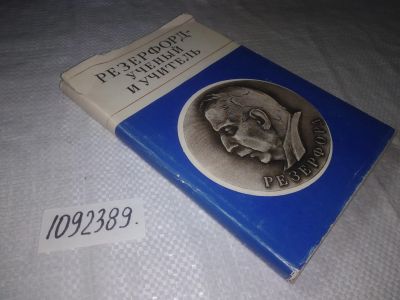 РЕЗЕРФОРД-
УЧЕНЫЙ
И УЧИТЕЛЬ
РЕЗЕРФОРД
1092389.